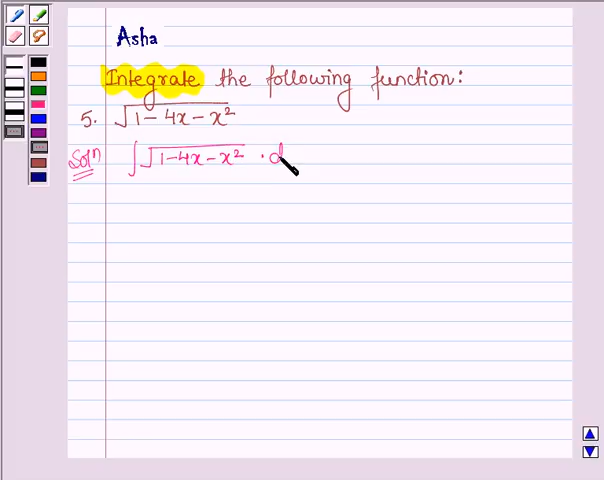 Asha
Integrate the following function:
5. √1-4x-x²
Solⁿ ∫√1-4x-x² · d